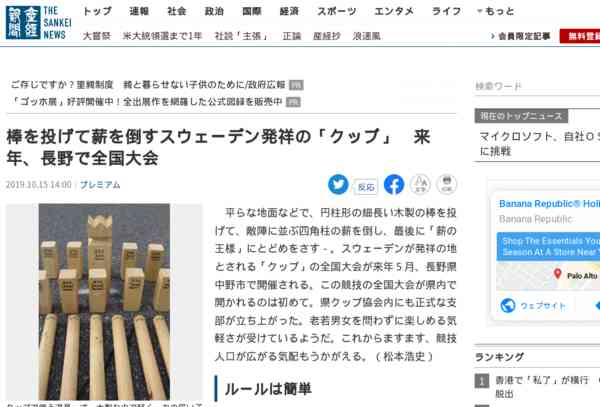 産経新聞
THE SANKEI NEWS
トップ 速報 社会 政治 国際 経済 スポーツ エンタメ ライフ もっと
大嘗祭 米大統領選まで1年 社説「主張」 正論 産経抄 浪速風
会員限定記事
無料登録
ご存じですか?里親制度 親と暮らせない子供のために/政府広報 PR
「ゴッホ展」好評開催中!全出展作を網羅した公式図録を販売中 PR
検索ワード
現在のトップニュース
マイクロソフト、自社OS
に挑戦
棒を投げて薪を倒すスウェーデン発祥の「クッブ」 来
年、長野で全国大会
2019.10.15 14:00 プレミアム
反応
文字
印刷
平らな地面などで、円柱形の細長い木製の棒を投
げて、敵陣に並ぶ四角柱の薪を倒し、最後に「薪の
王様」にとどめをさす－。スウェーデンが発祥の地
とされる「クッブ」の全国大会が来年5月、長野県
中野市で開催される。この競技の全国大会が県内で
開かれるのは初めて。県クッブ協会内にも正式な支
部が立ち上がった。老若男女を問わずに楽しめる気
軽さが受けているようだ。これからますます、競技
人口が広がる気配もうかがえる。(松本浩史)
ルールは簡単
Banana Republic® Holi
Banana Republic
Shop The Essentials You
Season At A Store Near
Palo Alto
ウェブサイト
ランキング
1 香港で「私了」が横行
脱出